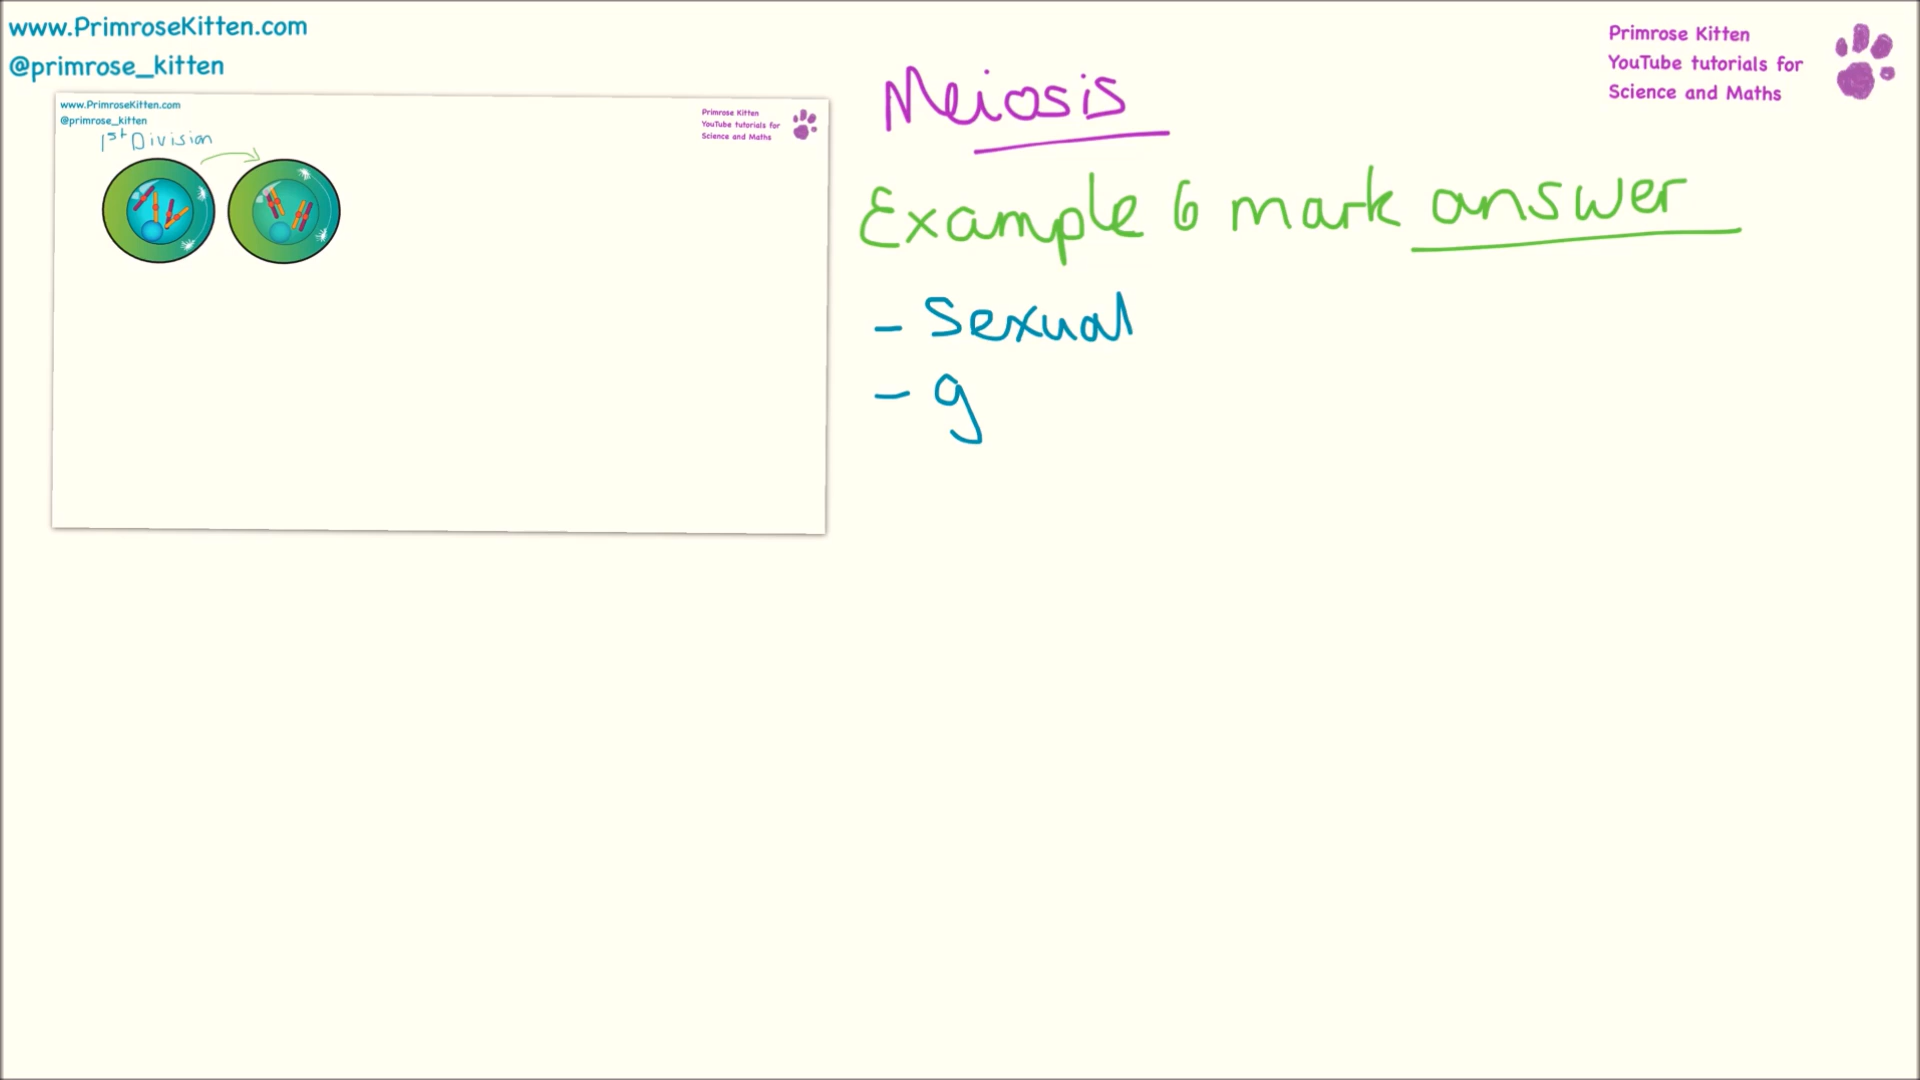 www.PrimroseKitten.com
@primrose_kitten
Primrose Kitten
YouTube tutorials for
Science and Maths
www.PrimroseKitten.com
@primrose_kitten
1st Division
Primrose Kitten
YouTube tutorials for
Science and Maths
Meiosis
Example 6 mark answer
- Sexual
- g